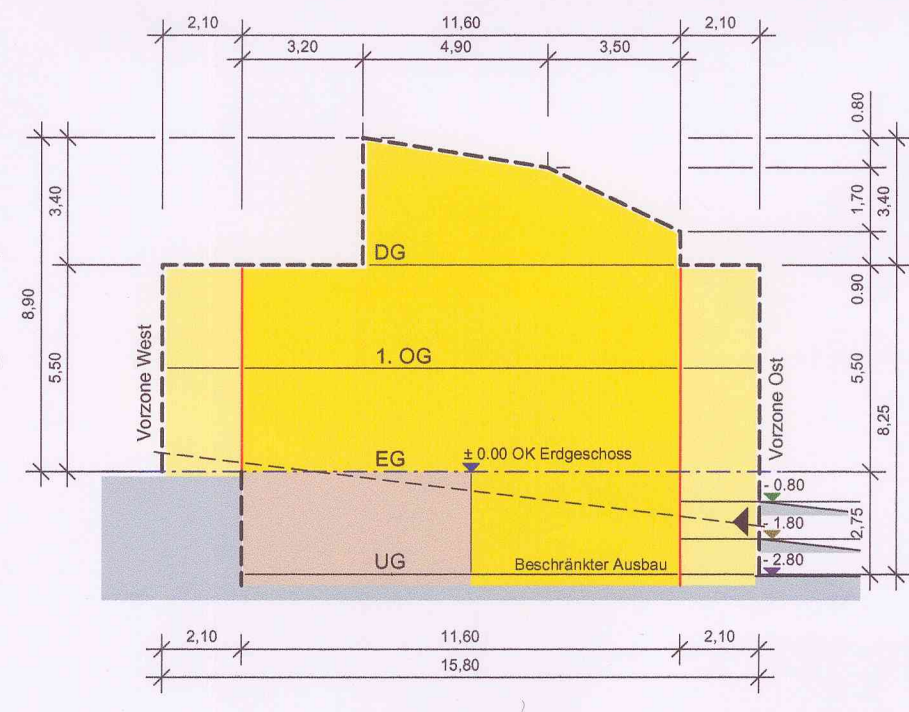 2,10 11,60 2,10
3,20 4,90 3,50
0.80
3,40
1,70
3,40
DG
8,90
0.90
Vorzone West
5,50
1. OG
Vorzone Ost
5,50
8,25
EG
± 0.00 OK Erdgeschoss
- 0.80
- 1.80
2,75
UG
Beschränkter Ausbau
- 2.80
2,10 11,60 2,10
15,80